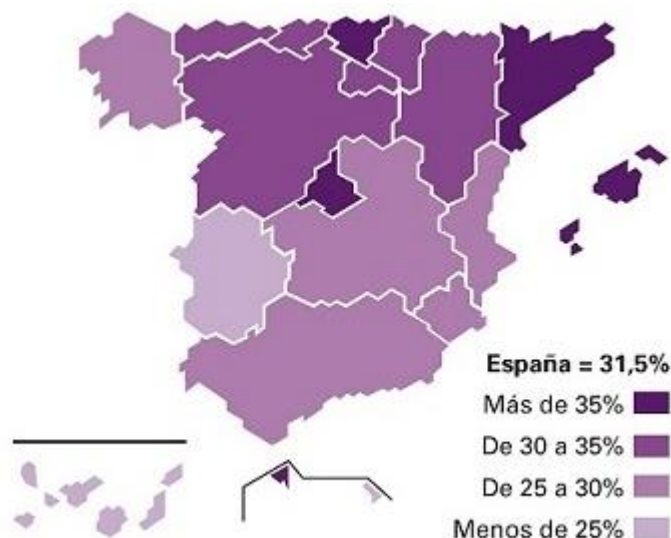 España = 31,5%
Más de 35%
De 30 a 35%
De 25 a 30%
Menos de 25%